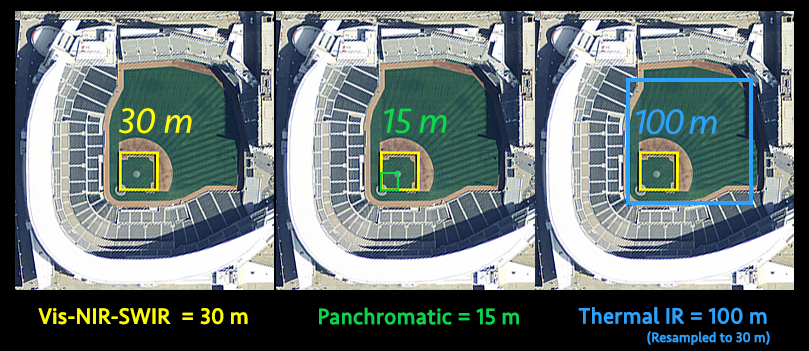 30 m
15 m
100 m
Vis-NIR-SWIR = 30 m
Panchromatic = 15 m
Thermal IR = 100 m
(Resampled to 30 m)